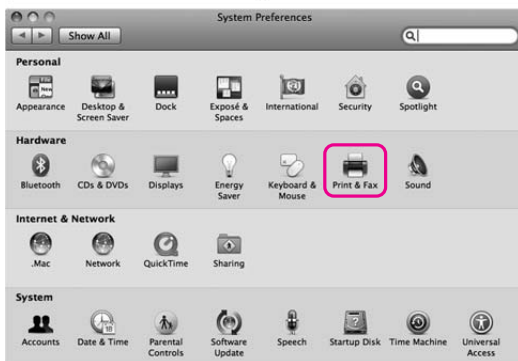 System Preferences
Show All
Personal
Appearance
Desktop &
Screen Saver
Dock
Exposé &
Spaces
International
Security
Spotlight
Hardware
Bluetooth
CDs & DVDs
Displays
Energy
Saver
Keyboard &
Mouse
Print & Fax
Sound
Internet & Network
.Mac
Network
QuickTime
Sharing
System
Accounts
Date & Time
Parental
Controls
Software
Update
Speech
Startup Disk
Time Machine
Universal
Access